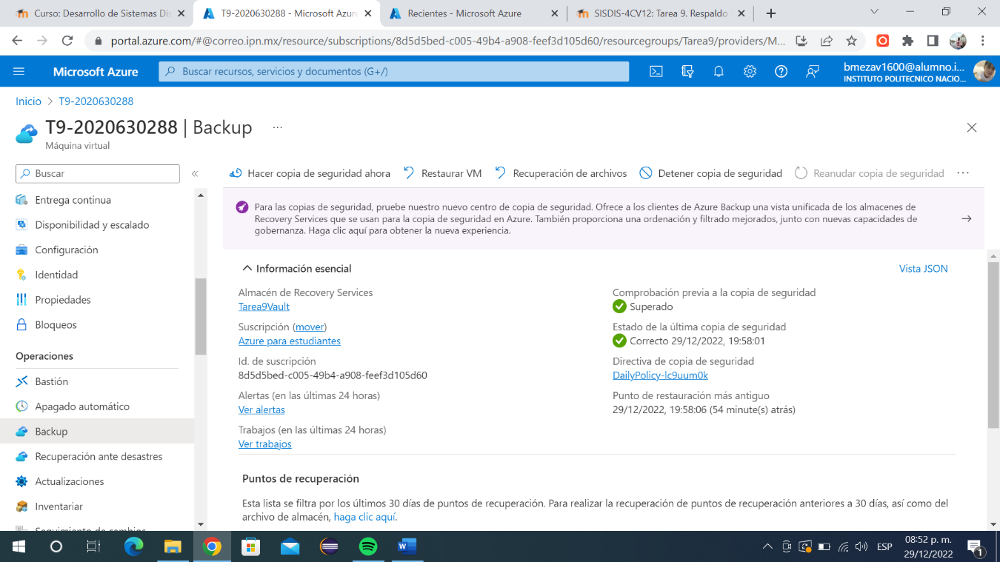 Curso: Desarrollo de Sistemas Dis
T9-2020630288 - Microsoft Azure
Recientes - Microsoft Azure
SISDIS-4CV12: Tarea 9. Respaldo
portal.azure.com/#@correo.ipn.mx/resource/subscriptions/8d5d5bed-c005-49b4-a908-feef3d105d60/resourcegroups/Tarea9/providers/M...
Microsoft Azure
Buscar recursos, servicios y documentos (G+/)
bmezav1600@alumno.i...
INSTITUTO POLITECNICO NACIO...
Inicio > T9-2020630288
T9-2020630288 | Backup ...
Máquina virtual
Buscar
«
Hacer copia de seguridad ahora
Restaurar VM
Recuperación de archivos
Detener copia de seguridad
Reanudar copia de seguridad
...
Entrega continua
Disponibilidad y escalado
Configuración
Identidad
Propiedades
Bloqueos
Operaciones
Bastión
Apagado automático
Backup
Recuperación ante desastres
Actualizaciones
Inventariar
Seguimiento de cambios
Para las copias de seguridad, pruebe nuestro nuevo centro de copia de seguridad. Ofrece a los clientes de Azure Backup una vista unificada de los almacenes de
Recovery Services que se usan para la copia de seguridad en Azure. También proporciona una ordenación y filtrado mejorados, junto con nuevas capacidades de
gobernanza. Haga clic aquí para obtener la nueva experiencia.
Información esencial
Vista JSON
Almacén de Recovery Services
Tarea9Vault
Suscripción (mover)
Azure para estudiantes
Id. de suscripción
8d5d5bed-c005-49b4-a908-feef3d105d60
Alertas (en las últimas 24 horas)
Ver alertas
Trabajos (en las últimas 24 horas)
Ver trabajos
Comprobación previa a la copia de seguridad
Superado
Estado de la última copia de seguridad
Correcto 29/12/2022, 19:58:01
Directiva de copia de seguridad
DailyPolicy-lc9uum0k
Punto de restauración más antiguo
29/12/2022, 19:58:06 (54 minute(s) atrás)
Puntos de recuperación
Esta lista se filtra por los últimos 30 días de puntos de recuperación. Para realizar la recuperación de puntos de recuperación anteriores a 30 días, así como del
archivo de almacén, haga clic aquí.
ESP
08:52 p. m.
29/12/2022
1